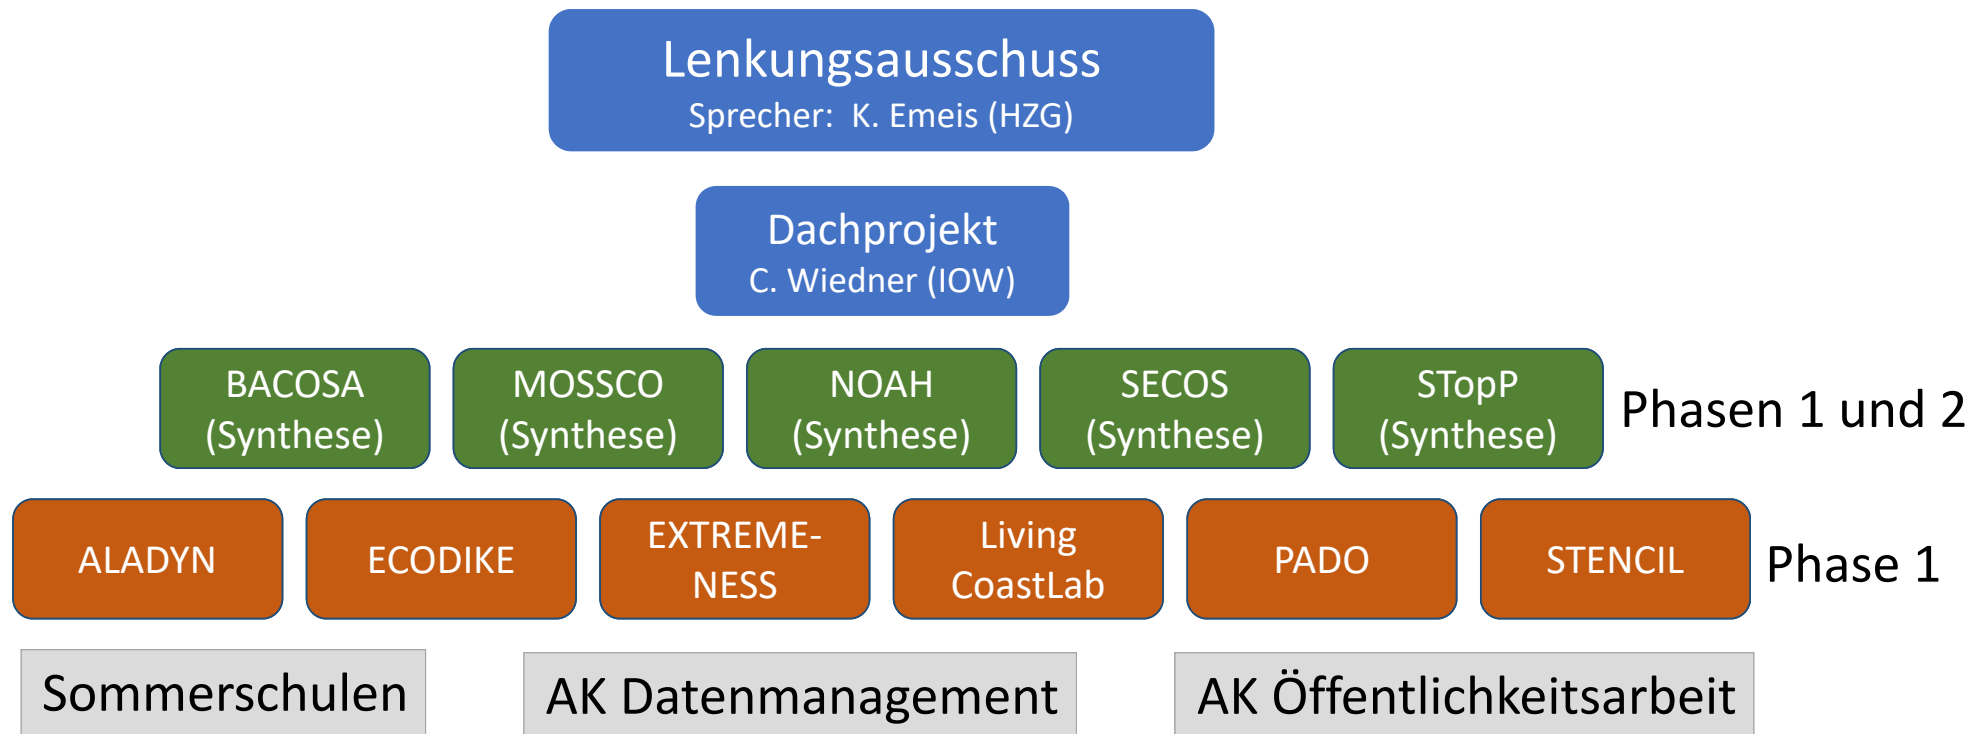 Lenkungsausschuss
Sprecher:  K. Emeis (HZG)
Dachprojekt
C. Wiedner (IOW)
BACOSA
(Synthese)
MOSSCO
(Synthese)
NOAH
(Synthese)
SECOS
(Synthese)
STopP
(Synthese)
Phasen 1 und 2
ALADYN
ECODIKE
EXTREME-
NESS
Living
CoastLab
PADO
STENCIL
Phase 1
Sommerschulen
AK Datenmanagement
AK Öffentlichkeitsarbeit